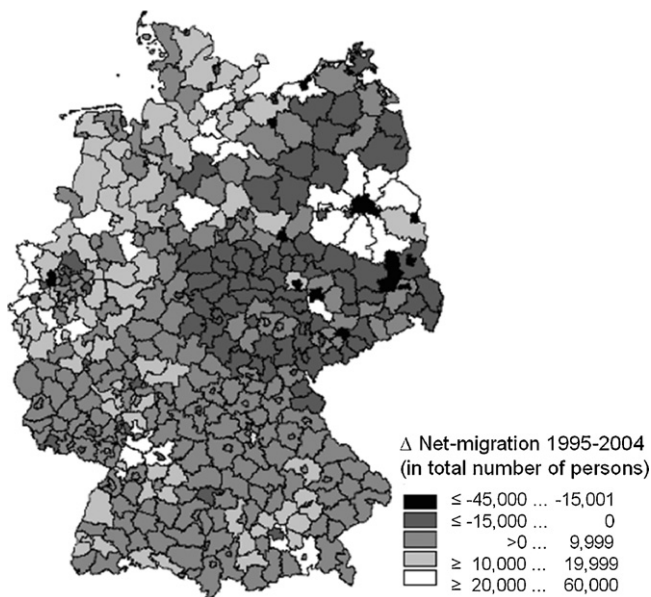 Δ Net-migration 1995-2004
(in total number of persons)
≤ -45,000 ... -15,001
≤ -15,000 ... 0
>0 ... 9,999
≥ 10,000 ... 19,999
≥ 20,000 ... 60,000